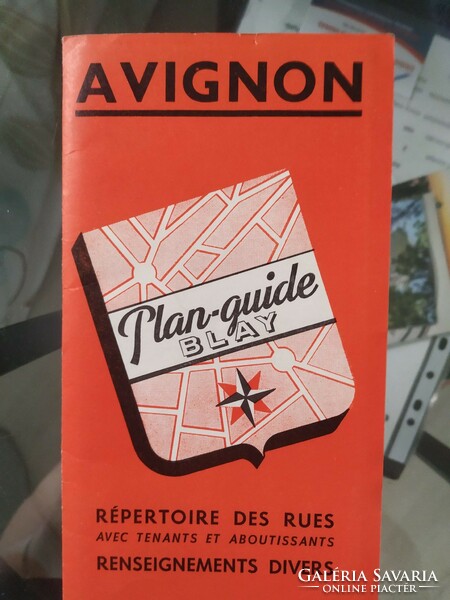 AVIGNON
Plan-guide
BLAY
RÉPERTOIRE DES RUES
AVEC TENANTS ET ABOUTISSANTS
RENSEIGNEMENTS DIVERS
GALÉRIA SAVARIA
ONLINE PIACTÉR